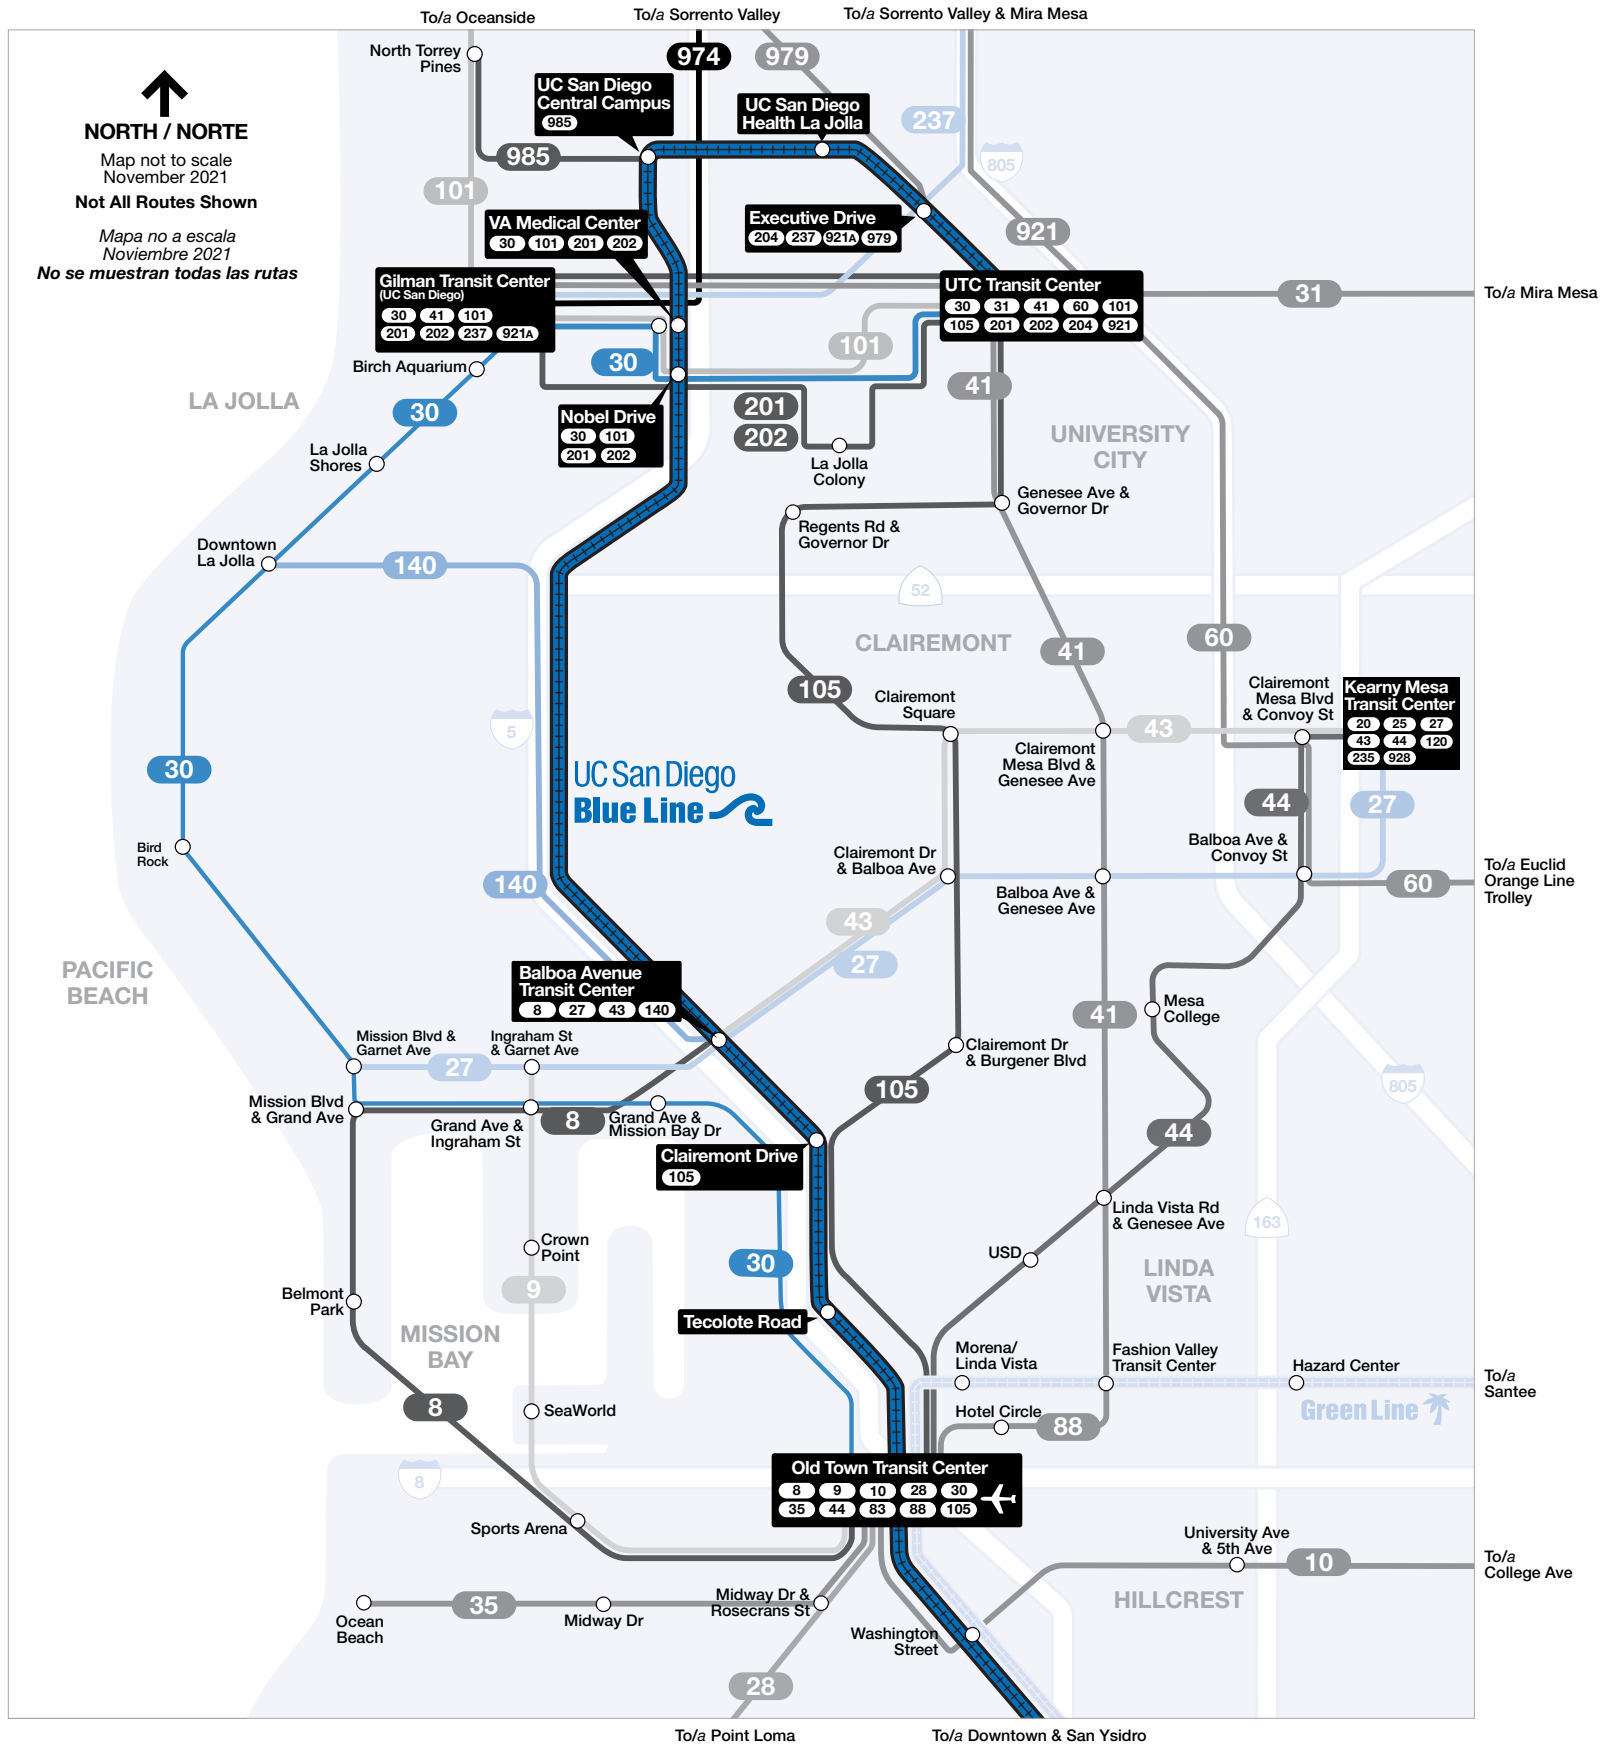 To/a Oceanside
To/a Sorrento Valley
To/a Sorrento Valley & Mira Mesa
North Torrey
Pines
974
979
NORTH / NORTE
Map not to scale
November 2021
Not All Routes Shown
Mapa no a escala
Noviembre 2021
No se muestran todas las rutas
UC San Diego
Central Campus
985
UC San Diego
Health La Jolla
237
805
985
101
VA Medical Center
30 101 201 202
Executive Drive
204 237 921A 979
921
Gilman Transit Center
(UC San Diego)
30 41 101
201 202 237 921A
UTC Transit Center
30 31 41 60 101
105 201 202 204 921
31
To/a Mira Mesa
101
30
Birch Aquarium
41
LA JOLLA
30
Nobel Drive
30 101
201 202
201
202
UNIVERSITY
CITY
La Jolla
Shores
La Jolla
Colony
Genesee Ave &
Governor Dr
Regents Rd &
Governor Dr
Downtown
La Jolla
140
52
CLAIREMONT
41
60
105
Clairemont
Square
Clairemont
Mesa Blvd
& Convoy St
Kearny Mesa
Transit Center
20 25 27
43 44 120
235 928
5
43
Clairemont
Mesa Blvd &
Genesee Ave
30
UC San Diego
Blue Line
44
27
Bird
Rock
Clairemont Dr
& Balboa Ave
Balboa Ave &
Convoy St
To/a Euclid
Orange Line
Trolley
140
Balboa Ave &
Genesee Ave
60
43
27
PACIFIC
BEACH
Balboa Avenue
Transit Center
8 27 43 140
Mesa
College
41
Mission Blvd &
Garnet Ave
Ingraham St
& Garnet Ave
27
Clairemont Dr
& Burgener Blvd
105
805
Mission Blvd
& Grand Ave
Grand Ave &
Ingraham St
8
Grand Ave &
Mission Bay Dr
44
Clairemont Drive
105
Linda Vista Rd
& Genesee Ave
163
Crown
Point
30
USD
LINDA
VISTA
9
Belmont
Park
Tecolote Road
MISSION
BAY
Morena/
Linda Vista
Fashion Valley
Transit Center
Hazard Center
To/a
Santee
8
SeaWorld
Hotel Circle
88
Green Line
8
Old Town Transit Center
8 9 10 28 30
35 44 83 88 105
Sports Arena
University Ave
& 5th Ave
10
To/a
College Ave
Ocean
Beach
35
Midway Dr
Midway Dr &
Rosecrans St
HILLCREST
Washington
Street
28
To/a Point Loma
To/a Downtown & San Ysidro